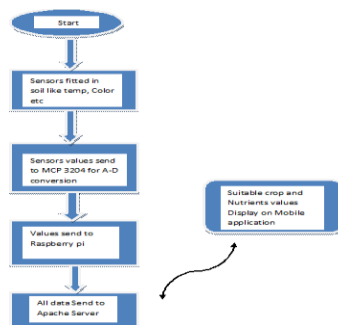 Start
Sensors fitted in
soil like temp, Color
etc
Sensors values send
to MCP 3204 for A-D
conversion
Suitable crop and
Nutrients values
Display on Mobile
application
Values send to
Raspberry pi
All data Send to
Apache Server